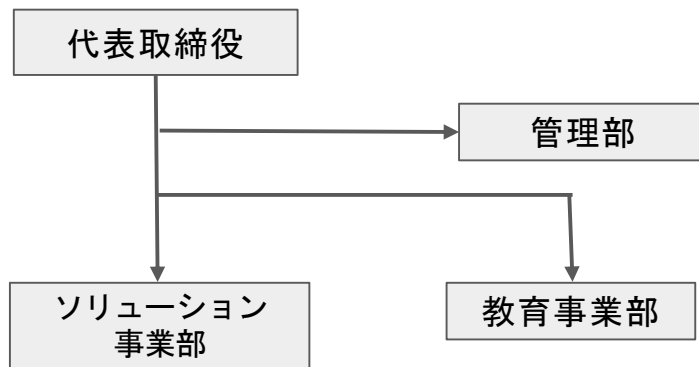 代表取締役
管理部
ソリューション
事業部
教育事業部